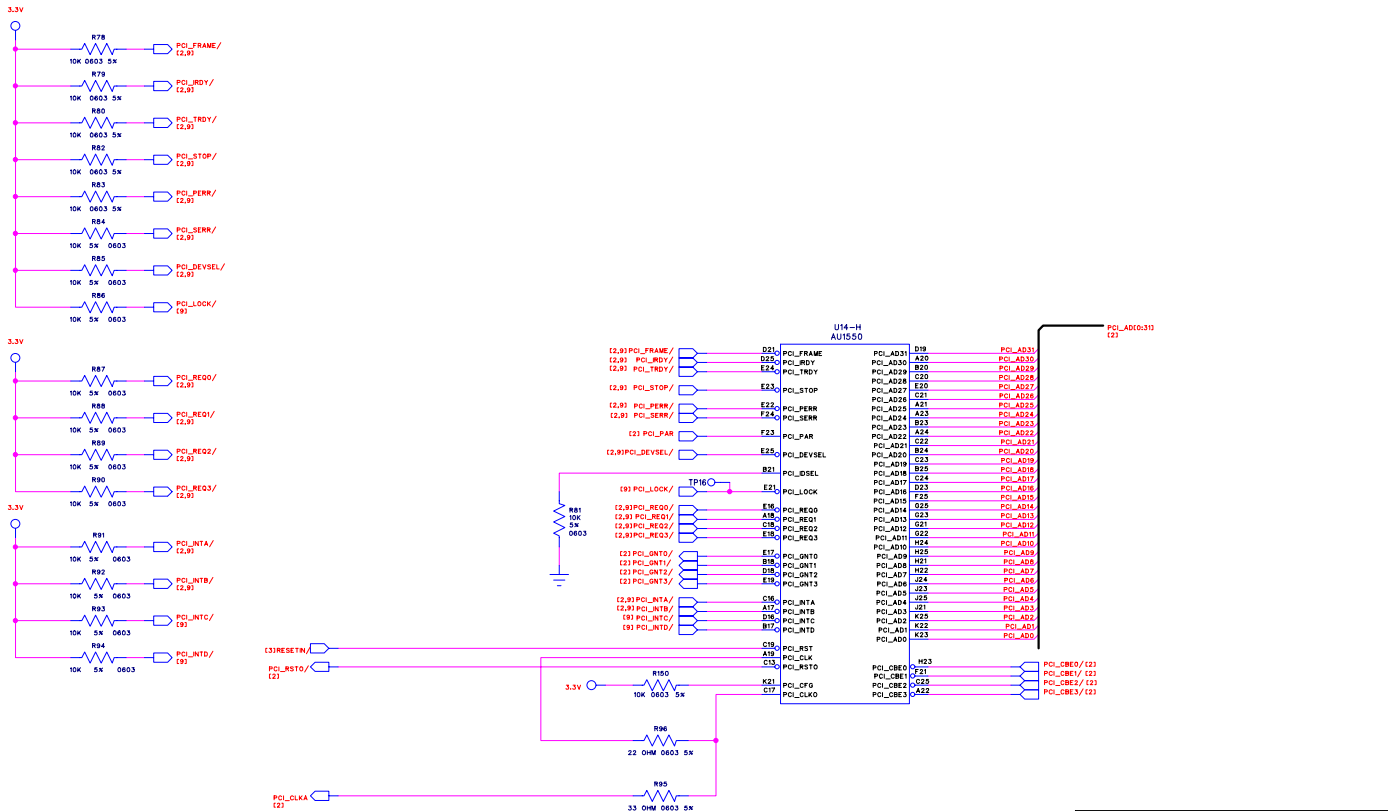 3.3V
R78
10K 0603 5%
PCI_FRAME/
[2,9]
R79
10K 0603 5%
PCI_IRDY/
[2,9]
R80
10K 0603 5%
PCI_TRDY/
[2,9]
R82
10K 0603 5%
PCI_STOP/
[2,9]
R83
10K 0603 5%
PCI_PERR/
[2,9]
R84
10K 5% 0603
PCI_SERR/
[2,9]
R85
10K 5% 0603
PCI_DEVSEL/
[2,9]
R86
10K 5% 0603
PCI_LOCK/
[9]
3.3V
R87
10K 5% 0603
PCI_REQ0/
[2,9]
R88
10K 5% 0603
PCI_REQ1/
[2,9]
R89
10K 5% 0603
PCI_REQ2/
[2,9]
R90
10K 5% 0603
PCI_REQ3/
[2,9]
3.3V
R91
10K 5% 0603
PCI_INTA/
[2,9]
R92
10K 5% 0603
PCI_INTB/
[2,9]
R93
10K 5% 0603
PCI_INTC/
[9]
R94
10K 5% 0603
PCI_INTD/
[9]
U14-H
AU1550
[2,9] PCI_FRAME/ D21 PCI_FRAME
[2,9] PCI_IRDY/ D25 PCI_IRDY
[2,9] PCI_TRDY/ E24 PCI_TRDY
[2,9] PCI_STOP/ E23 PCI_STOP
[2,9] PCI_PERR/ E22 PCI_PERR
[2,9] PCI_SERR/ F24 PCI_SERR
[2] PCI_PAR F23 PCI_PAR
[2,9]PCI_DEVSEL/ E25 PCI_DEVSEL
B21 PCI_IDSEL
TP16
[9] PCI_LOCK/ E21 PCI_LOCK
R81
10K
5%
0603
[2,9]PCI_REQ0/ E16 PCI_REQ0
[2,9]PCI_REQ1/ A18 PCI_REQ1
[2,9]PCI_REQ2/ C18 PCI_REQ2
[2,9]PCI_REQ3/ E18 PCI_REQ3
[2] PCI_GNT0/ E17 PCI_GNT0
[2] PCI_GNT1/ B18 PCI_GNT1
[2] PCI_GNT2/ D18 PCI_GNT2
[2] PCI_GNT3/ E19 PCI_GNT3
[2,9]PCI_INTA/ C16 PCI_INTA
[2,9]PCI_INTB/ A17 PCI_INTB
[9] PCI_INTC/ D16 PCI_INTC
[9] PCI_INTD/ B17 PCI_INTD
[3]RESETIN/ C19 PCI_RST
A19 PCI_CLK
PCI_RSTO/ C13 PCI_RSTO
[2]
3.3V R150 K21 PCI_CFG
10K 0603 5%
C17 PCI_CLKO
R96
22 OHM 0603 5%
PCI_CLKA
[2]
R95
33 OHM 0603 5%
PCI_AD[0:31]
[2]
PCI_AD31 D19 PCI_AD31
PCI_AD30 A20 PCI_AD30
PCI_AD29 B20 PCI_AD29
PCI_AD28 C20 PCI_AD28
PCI_AD27 E20 PCI_AD27
PCI_AD26 C21 PCI_AD26
PCI_AD25 A21 PCI_AD25
PCI_AD24 A23 PCI_AD24
PCI_AD23 B23 PCI_AD23
PCI_AD22 A24 PCI_AD22
PCI_AD21 C22 PCI_AD21
PCI_AD20 B24 PCI_AD20
PCI_AD19 C23 PCI_AD19
PCI_AD18 B25 PCI_AD18
PCI_AD17 C24 PCI_AD17
PCI_AD16 D23 PCI_AD16
PCI_AD15 F25 PCI_AD15
PCI_AD14 G25 PCI_AD14
PCI_AD13 G23 PCI_AD13
PCI_AD12 G21 PCI_AD12
PCI_AD11 G22 PCI_AD11
PCI_AD10 H24 PCI_AD10
PCI_AD9 H25 PCI_AD9
PCI_AD8 H21 PCI_AD8
PCI_AD7 H22 PCI_AD7
PCI_AD6 J24 PCI_AD6
PCI_AD5 J23 PCI_AD5
PCI_AD4 J25 PCI_AD4
PCI_AD3 J21 PCI_AD3
PCI_AD2 K25 PCI_AD2
PCI_AD1 K22 PCI_AD1
PCI_AD0 K23 PCI_AD0
PCI_CBE0 H23 PCI_CBE0/[2]
PCI_CBE1 F21 PCI_CBE1/ [2]
PCI_CBE2 C25 PCI_CBE2/ [2]
PCI_CBE3 A22 PCI_CBE3/ [2]